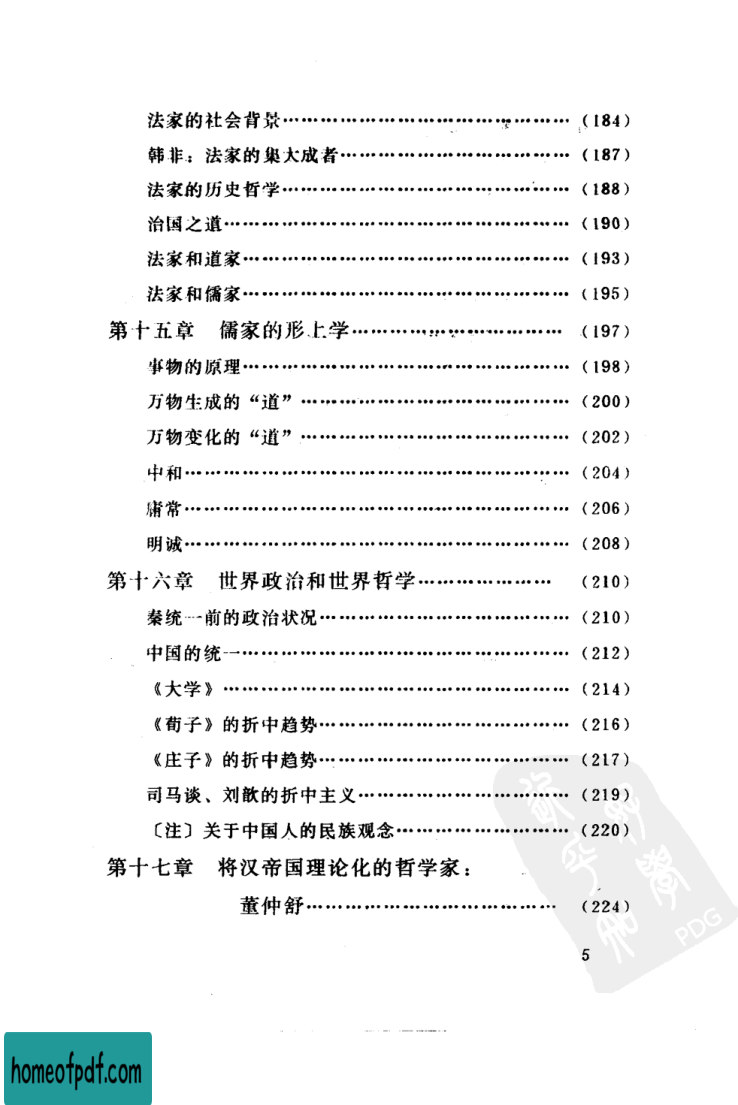 法家的社会背景…………………………………… (184)
韩非：法家的集大成者…………………………… (187)
法家的历史哲学…………………………………… (188)
治国之道…………………………………………… (190)
法家和道家………………………………………… (193)
法家和儒家………………………………………… (195)
第十五章 儒家的形上学………………………… (197)
事物的原理………………………………………… (198)
万物生成的“道” ………………………………… (200)
万物变化的“道” ………………………………… (202)
中和………………………………………………… (204)
庸常………………………………………………… (206)
明诚………………………………………………… (208)
第十六章 世界政治和世界哲学……………… (210)
秦统一前的政治状况……………………………… (210)
中国的统一………………………………………… (212)
《大学》 …………………………………………… (214)
《荀子》的折中趋势……………………………… (216)
《庄子》的折中趋势……………………………… (217)
司马谈、刘歆的折中主义………………………… (219)
〔注〕关于中国人的民族观念…………………… (220)
第十七章 将汉帝国理论化的哲学家：
董仲舒……………………………… (224)
PDG
5
homeofpdf.com